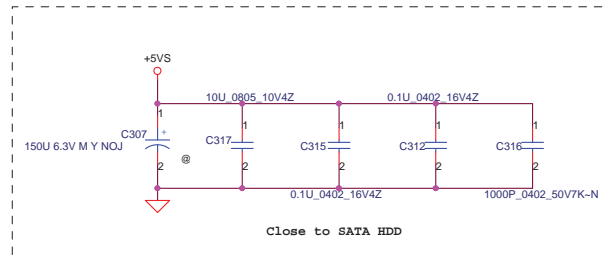 +5VS
10U_0805_10V4Z
0.1U_0402_16V4Z
1
1
1
1
1
C307
+
C317
C315
C312
C316
150U 6.3V M Y NOJ
@
2
2
2
2
2
0.1U_0402_16V4Z
1000P_0402_50V7K~N
Close to SATA HDD